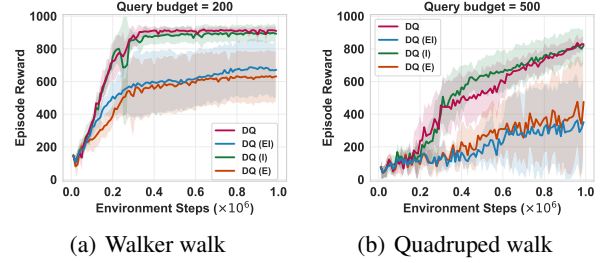 Query budget = 200
Episode Reward
1000
800
600
400
200
0
DQ
DQ (EI)
DQ (I)
DQ (E)
0.0 0.2 0.4 0.6 0.8 1.0
Environment Steps (×10⁶)
(a) Walker walk
Query budget = 500
Episode Reward
1000
800
600
400
200
0
DQ
DQ (EI)
DQ (I)
DQ (E)
0.0 0.2 0.4 0.6 0.8 1.0
Environment Steps (×10⁶)
(b) Quadruped walk